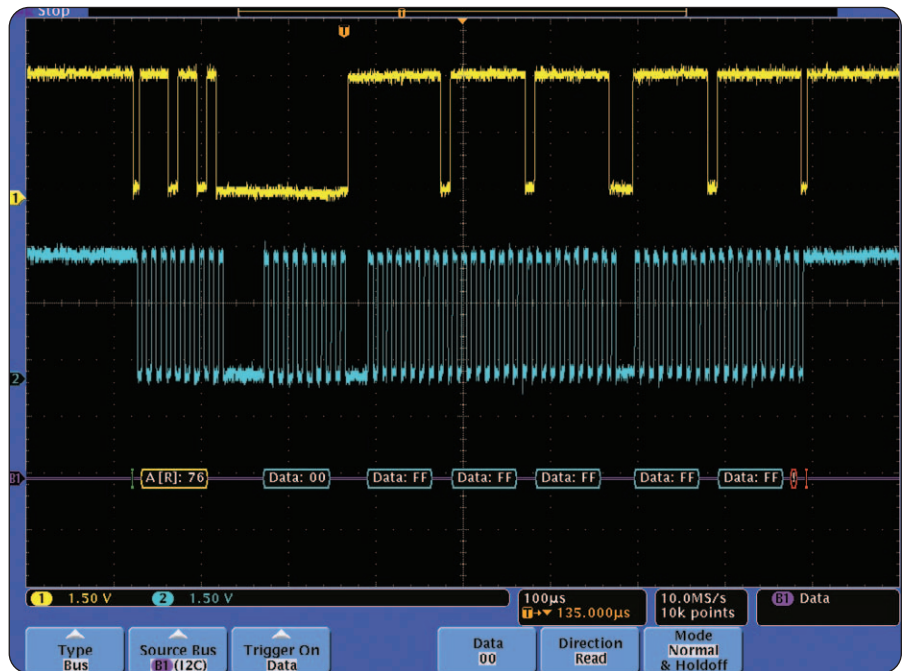 Stop
T
T
1
2
B1
A[R]: 76
Data: 00
Data: FF
Data: FF
Data: FF
Data: FF
Data: FF
!
1 1.50 V 2 1.50 V
100µs
T→▼ 135.000µs
10.0MS/s
10k points
B1 Data
Type
Bus
Source Bus
B1 (I2C)
Trigger On
Data
Data
00
Direction
Read
Mode
Normal
& Holdoff